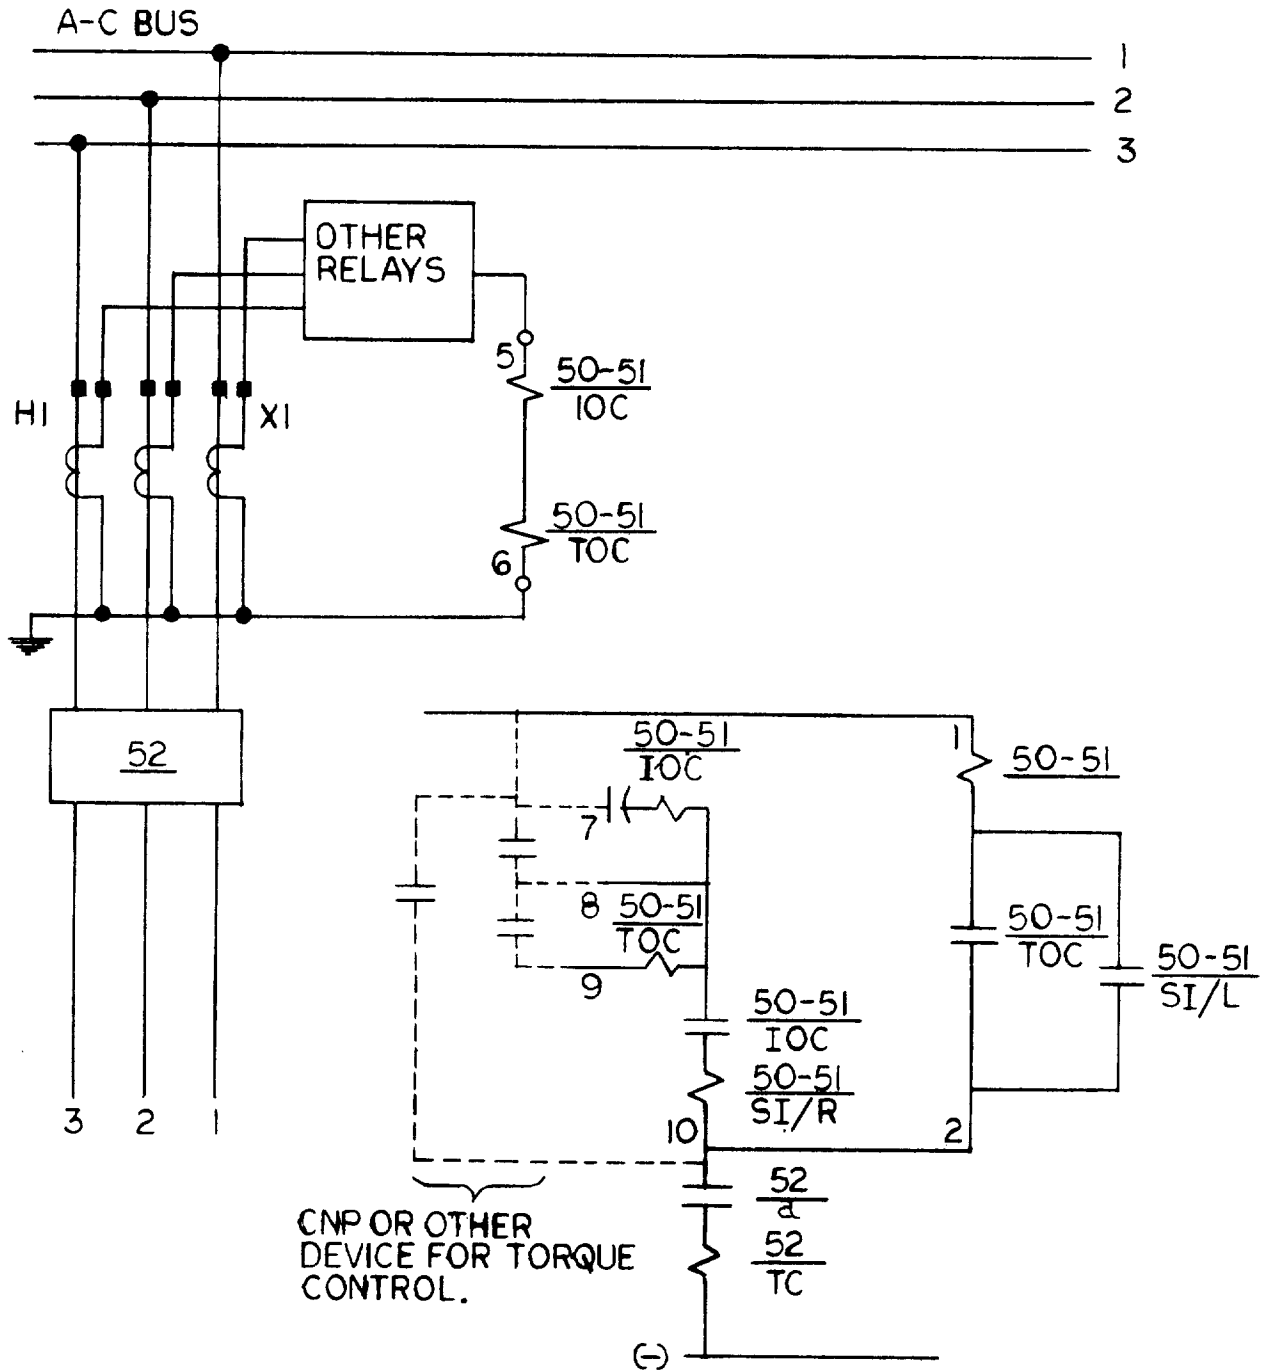 A-C BUS
1
2
3
OTHER
RELAYS
5
50-51
IOC
H1
X1
50-51
TOC
6
52
3
2
1
50-51
IOC
1
50-51
7
8
50-51
TOC
9
50-51
TOC
50-51
SI/L
50-51
IOC
50-51
SI/R
10
2
52
a
52
TC
CNP OR OTHER
DEVICE FOR TORQUE
CONTROL.
(-)